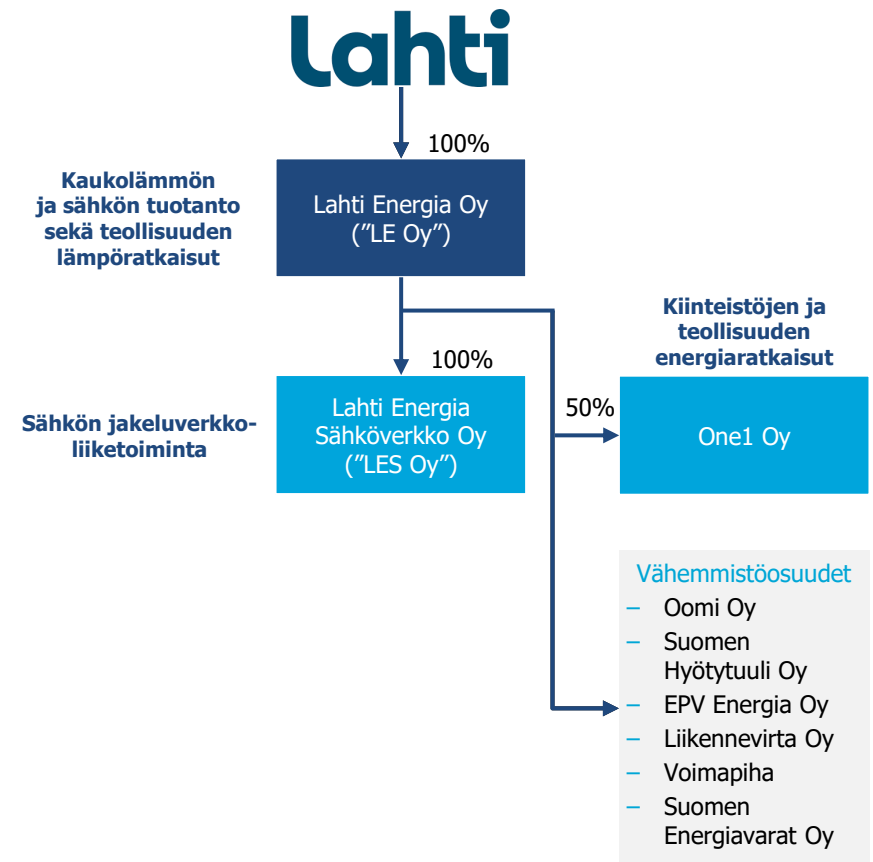 Lahti
100%
Kaukolämmön
ja sähkön tuotanto
sekä teollisuuden
lämpöratkaisut
Lahti Energia Oy
(”LE Oy”)
Kiinteistöjen ja
teollisuuden
energiaratkaisut
100%
Sähkön jakeluverkko-
liiketoiminta
Lahti Energia
Sähköverkko Oy
(”LES Oy”)
50%
One1 Oy
Vähemmistöosuudet
– Oomi Oy
– Suomen
Hyötytuuli Oy
– EPV Energia Oy
– Liikennevirta Oy
– Voimapiha
– Suomen
Energiavarat Oy